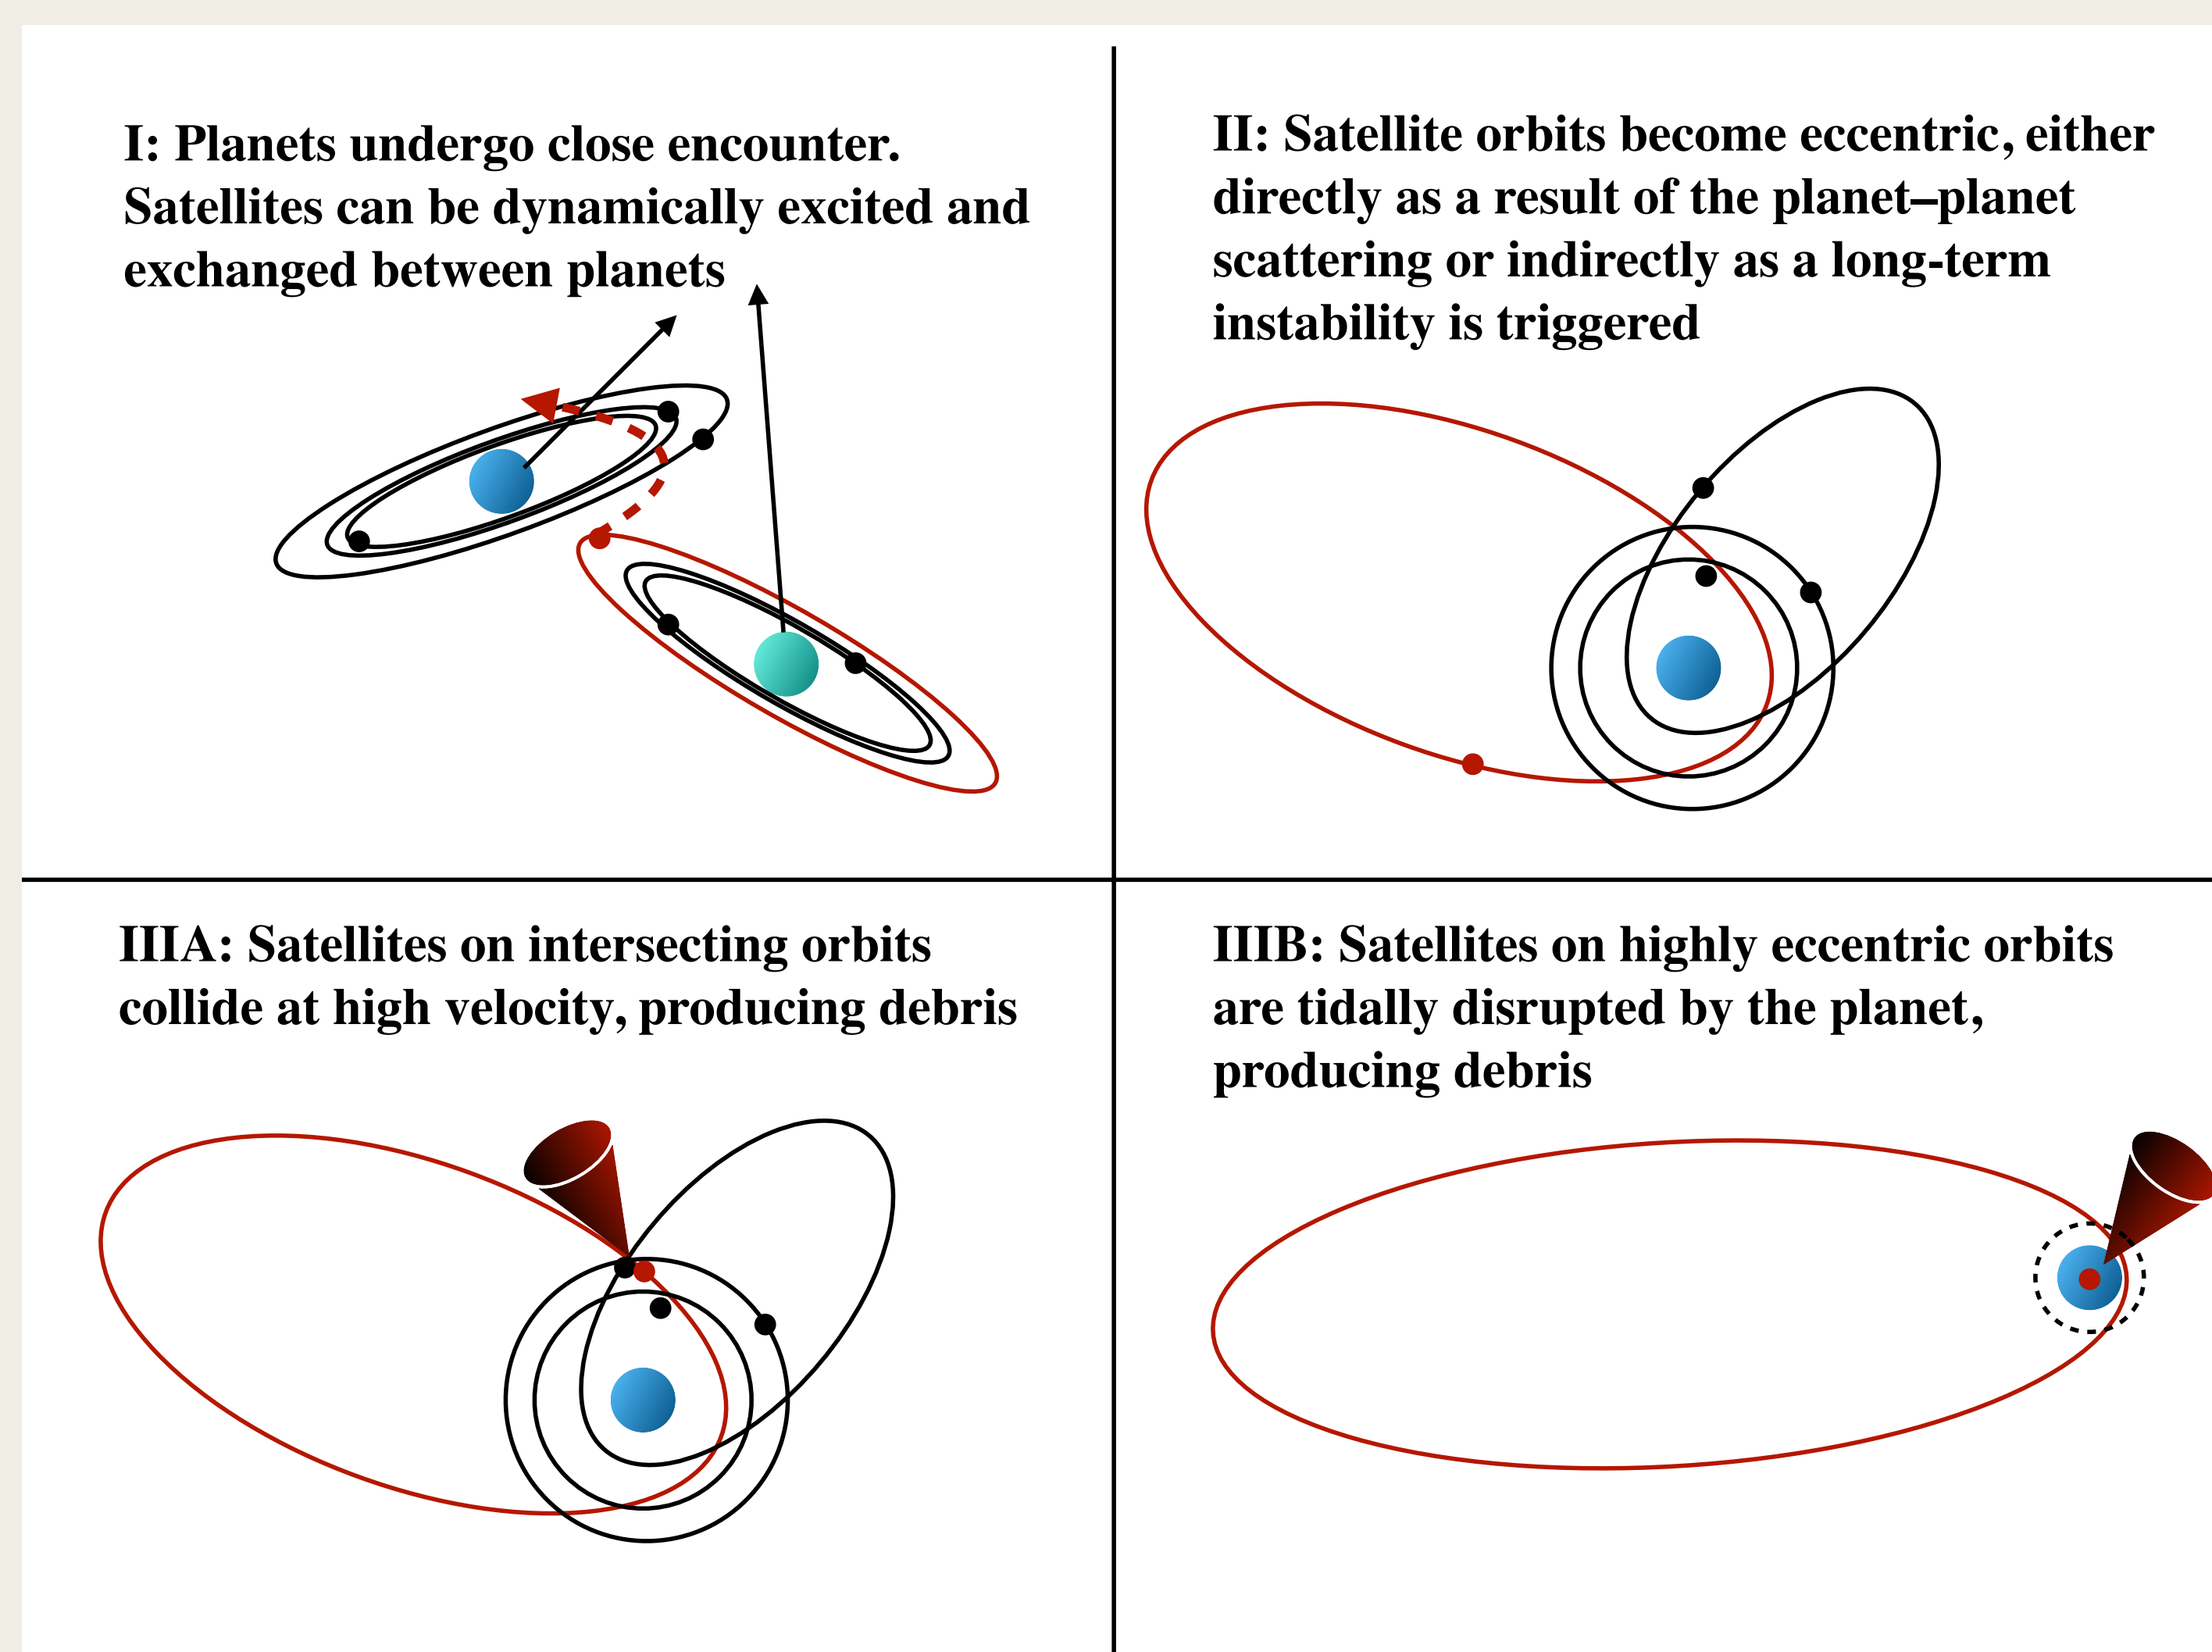 I: Planets undergo close encounter.
Satellites can be dynamically excited and
exchanged between planets
II: Satellite orbits become eccentric, either
directly as a result of the planet–planet
scattering or indirectly as a long-term
instability is triggered
IIIA: Satellites on intersecting orbits
collide at high velocity, producing debris
IIIB: Satellites on highly eccentric orbits
are tidally disrupted by the planet,
producing debris